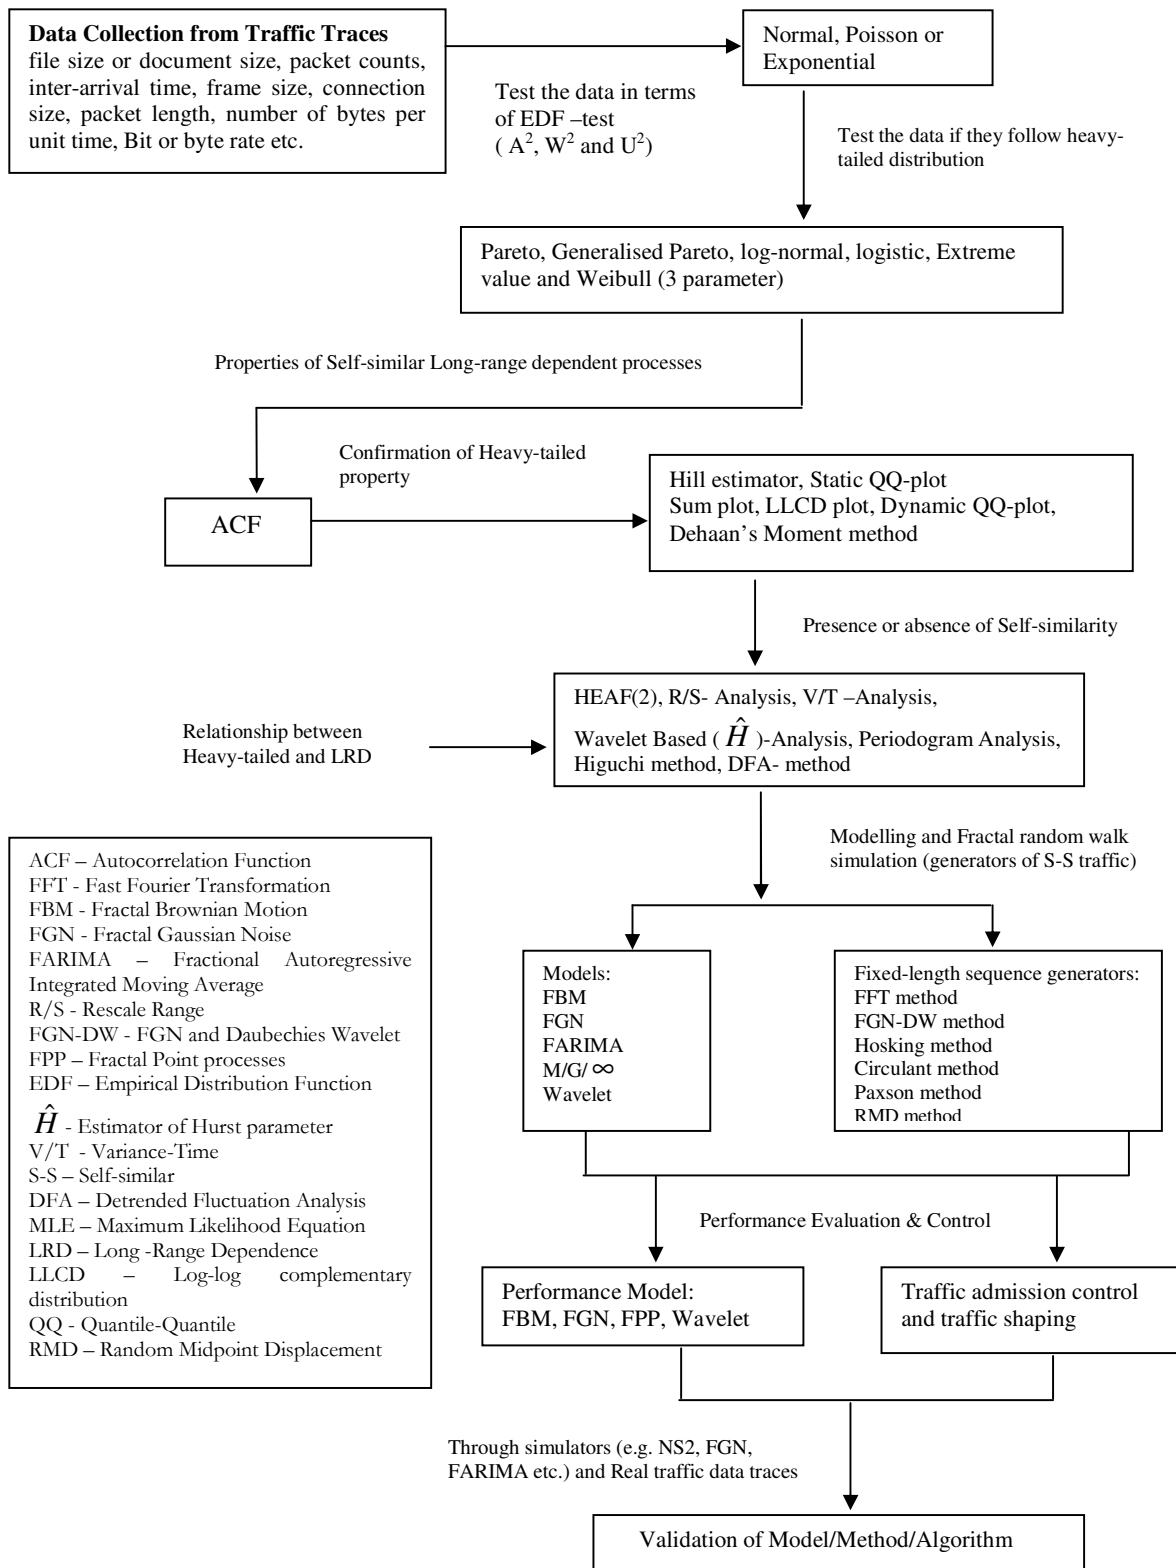 Data Collection from Traffic Traces
file size or document size, packet counts,
inter-arrival time, frame size, connection
size, packet length, number of bytes per
unit time, Bit or byte rate etc.
Normal, Poisson or
Exponential
Test the data in terms
of EDF –test
( A², W² and U²)
Test the data if they follow heavy-
tailed distribution
Pareto, Generalised Pareto, log-normal, logistic, Extreme
value and Weibull (3 parameter)
Properties of Self-similar Long-range dependent processes
Confirmation of Heavy-tailed
property
ACF
Hill estimator, Static QQ-plot
Sum plot, LLCD plot, Dynamic QQ-plot,
Dehaan’s Moment method
Presence or absence of Self-similarity
Relationship between
Heavy-tailed and LRD
HEAF(2), R/S- Analysis, V/T –Analysis,
Wavelet Based ( Ĥ )-Analysis, Periodogram Analysis,
Higuchi method, DFA- method
Modelling and Fractal random walk
simulation (generators of S-S traffic)
ACF – Autocorrelation Function
FFT - Fast Fourier Transformation
FBM - Fractal Brownian Motion
FGN - Fractal Gaussian Noise
FARIMA – Fractional Autoregressive
Integrated Moving Average
R/S - Rescale Range
FGN-DW - FGN and Daubechies Wavelet
FPP – Fractal Point processes
EDF – Empirical Distribution Function
Ĥ - Estimator of Hurst parameter
V/T - Variance-Time
S-S – Self-similar
DFA – Detrended Fluctuation Analysis
MLE – Maximum Likelihood Equation
LRD – Long -Range Dependence
LLCD – Log-log complementary
distribution
QQ - Quantile-Quantile
RMD – Random Midpoint Displacement
Models:
FBM
FGN
FARIMA
M/G/ ∞
Wavelet
Fixed-length sequence generators:
FFT method
FGN-DW method
Hosking method
Circulant method
Paxson method
RMD method
Performance Evaluation & Control
Performance Model:
FBM, FGN, FPP, Wavelet
Traffic admission control
and traffic shaping
Through simulators (e.g. NS2, FGN,
FARIMA etc.) and Real traffic data traces
Validation of Model/Method/Algorithm